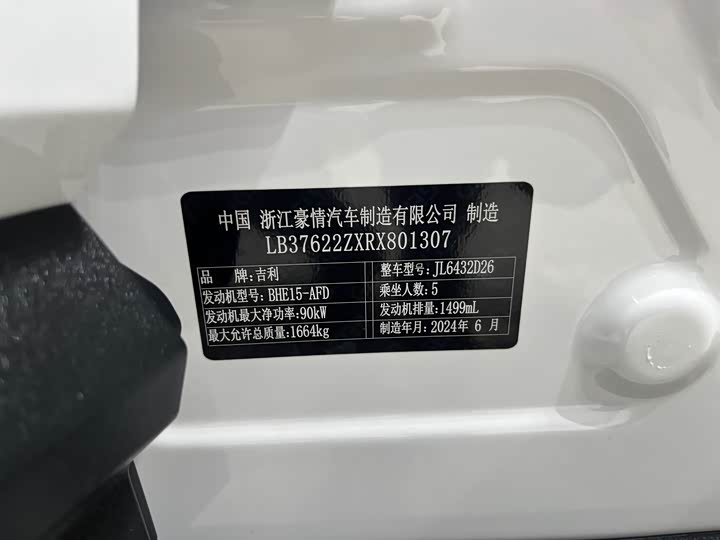 中国 浙江豪情汽车制造有限公司 制造
LB37622ZXRX801307
品 牌:吉利 整车型号:JL6432D26
发动机型号:BHE15-AFD 乘坐人数:5
发动机最大净功率:90kW 发动机排量:1499mL
最大允许总质量:1664kg 制造年月:2024年 6 月